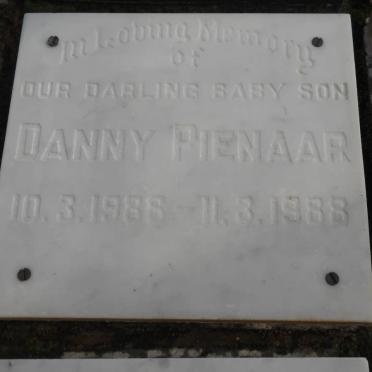 In Loving Memory
of
OUR DARLING BABY SON
DANNY PIENAAR
10.3.1988 - 11.3.1988